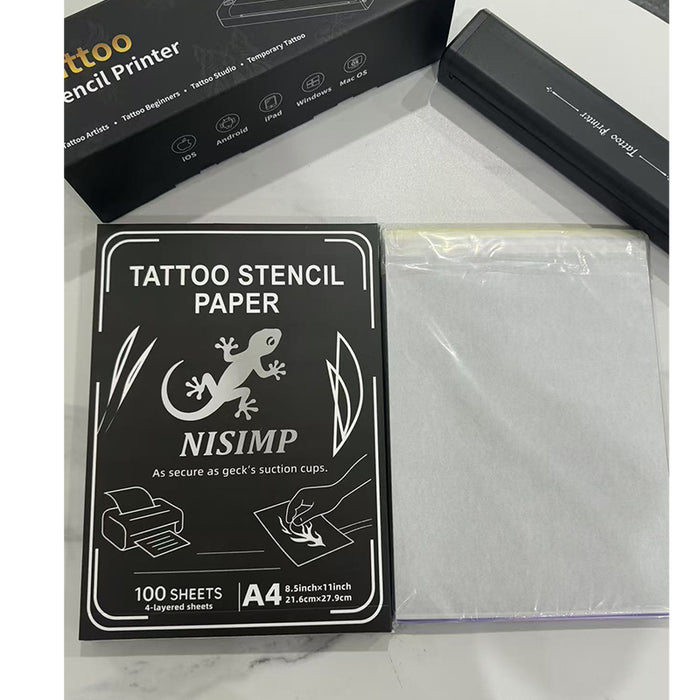 ttoo
encil Printer
Tattoo Artists • Tattoo Beginners • Tattoo Studio • Temporary Tattoo
iOS
Android
iPad
Windows
Mac OS
Tattoo Printer
TATTOO STENCIL
PAPER
NISIMP
As secure as geck's suction cups.
100 SHEETS
4-layered sheets
A4
8.5inch×11inch
21.6cm×27.9cm